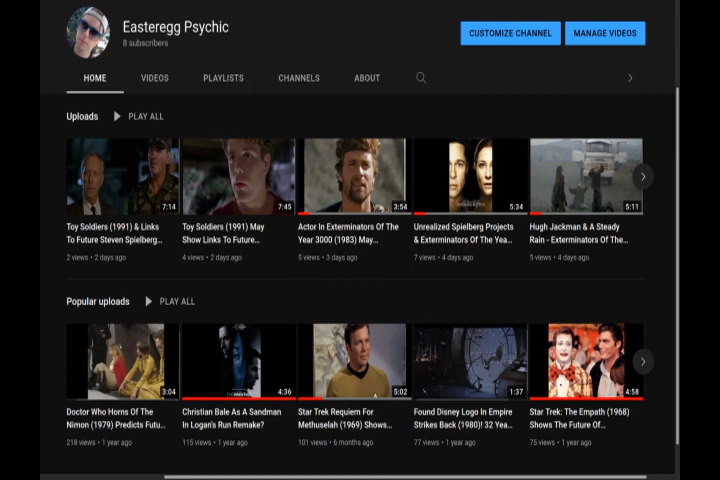 Easteregg Psychic
8 subscribers
CUSTOMIZE CHANNEL
MANAGE VIDEOS
HOME VIDEOS PLAYLISTS CHANNELS ABOUT
Uploads PLAY ALL
7:14 7:45 3:54 5:34 5:11
Toy Soldiers (1991) & Links
To Future Steven Spielberg...
2 views • 2 days ago
Toy Soldiers (1991) May
Show Links To Future...
4 views • 2 days ago
Actor In Exterminators Of The
Year 3000 (1983) May...
5 views • 3 days ago
Unrealized Spielberg Projects
& Exterminators Of The Yea...
7 views • 4 days ago
Hugh Jackman & A Steady
Rain - Exterminators Of The...
5 views • 4 days ago
Popular uploads PLAY ALL
3:04 4:36 5:02 1:37 4:58
Doctor Who Horns Of The
Nimon (1979) Predicts Futu...
218 views • 1 year ago
Christian Bale As A Sandman
In Logan's Run Remake?
115 views • 1 year ago
Star Trek Requiem For
Methuselah (1969) Shows...
101 views • 6 months ago
Found Disney Logo In Empire
Strikes Back (1980)! 32 Yea...
77 views • 1 year ago
Star Trek: The Empath (1968)
Shows The Future Of...
75 views • 1 year ago